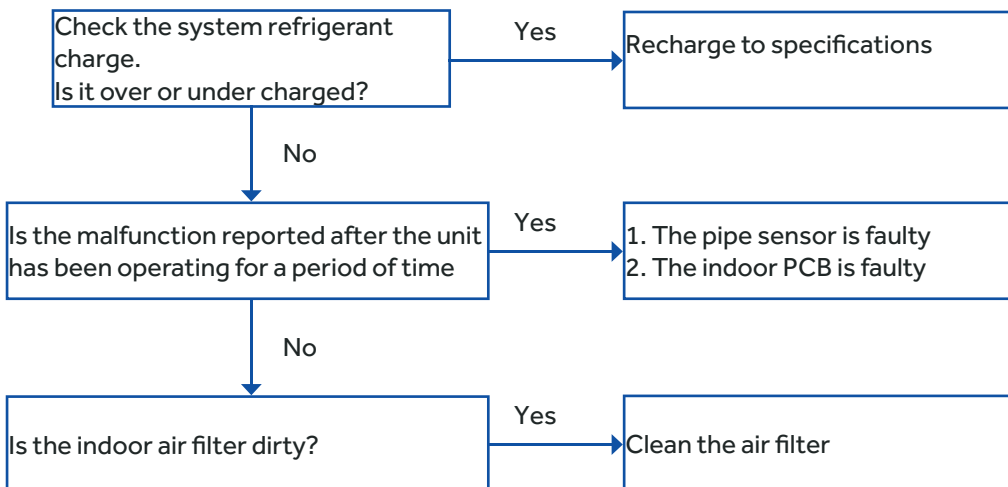 Check the system refrigerant
charge.
Is it over or under charged?
Yes
Recharge to specifications
No
Is the malfunction reported after the unit
has been operating for a period of time
Yes
1. The pipe sensor is faulty
2. The indoor PCB is faulty
No
Is the indoor air filter dirty?
Yes
Clean the air filter